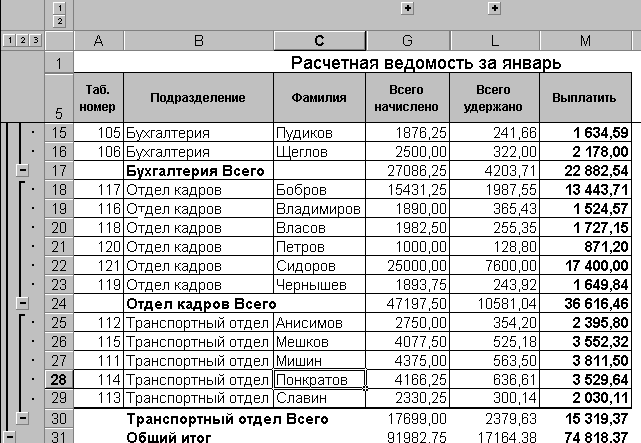 1
2
1 2 3 A B C G L M
1 Расчетная ведомость за январь
5 Таб. номер Подразделение Фамилия Всего начислено Всего удержано Выплатить
15 105 Бухгалтерия Пудиков 1876,25 241,66 1 634,59
16 106 Бухгалтерия Щеглов 2500,00 322,00 2 178,00
17 Бухгалтерия Всего 27086,25 4203,71 22 882,54
18 117 Отдел кадров Бобров 15431,25 1987,55 13 443,71
19 116 Отдел кадров Владимиров 1890,00 365,43 1 524,57
20 118 Отдел кадров Власов 1982,50 255,35 1 727,15
21 120 Отдел кадров Петров 1000,00 128,80 871,20
22 121 Отдел кадров Сидоров 25000,00 7600,00 17 400,00
23 119 Отдел кадров Чернышев 1893,75 243,92 1 649,84
24 Отдел кадров Всего 47197,50 10581,04 36 616,46
25 112 Транспортный отдел Анисимов 2750,00 354,20 2 395,80
26 115 Транспортный отдел Мешков 4077,50 525,18 3 552,32
27 111 Транспортный отдел Мишин 4375,00 563,50 3 811,50
28 114 Транспортный отдел Понкратов 4166,25 636,61 3 529,64
29 113 Транспортный отдел Славин 2330,25 300,14 2 030,11
30 Транспортный отдел Всего 17699,00 2379,63 15 319,37
31 Общий итог 91982,75 17164,38 74 818,37